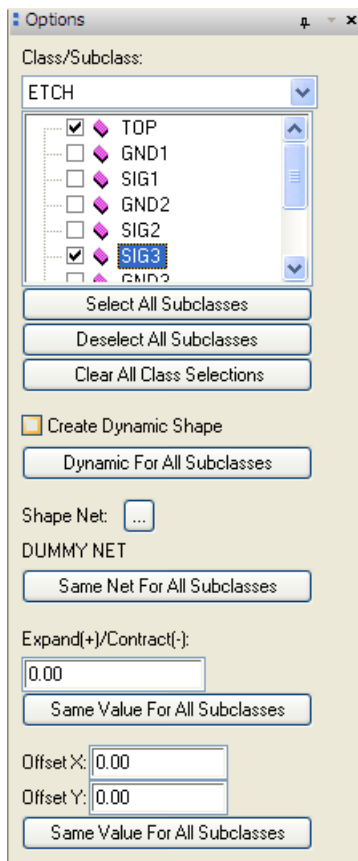 Options
Class/Subclass:
ETCH
TOP
GND1
SIG1
GND2
SIG2
SIG3
GND3
Select All Subclasses
Deselect All Subclasses
Clear All Class Selections
Create Dynamic Shape
Dynamic For All Subclasses
Shape Net: ...
DUMMY NET
Same Net For All Subclasses
Expand(+)/Contract(-):
0.00
Same Value For All Subclasses
Offset X: 0.00
Offset Y: 0.00
Same Value For All Subclasses